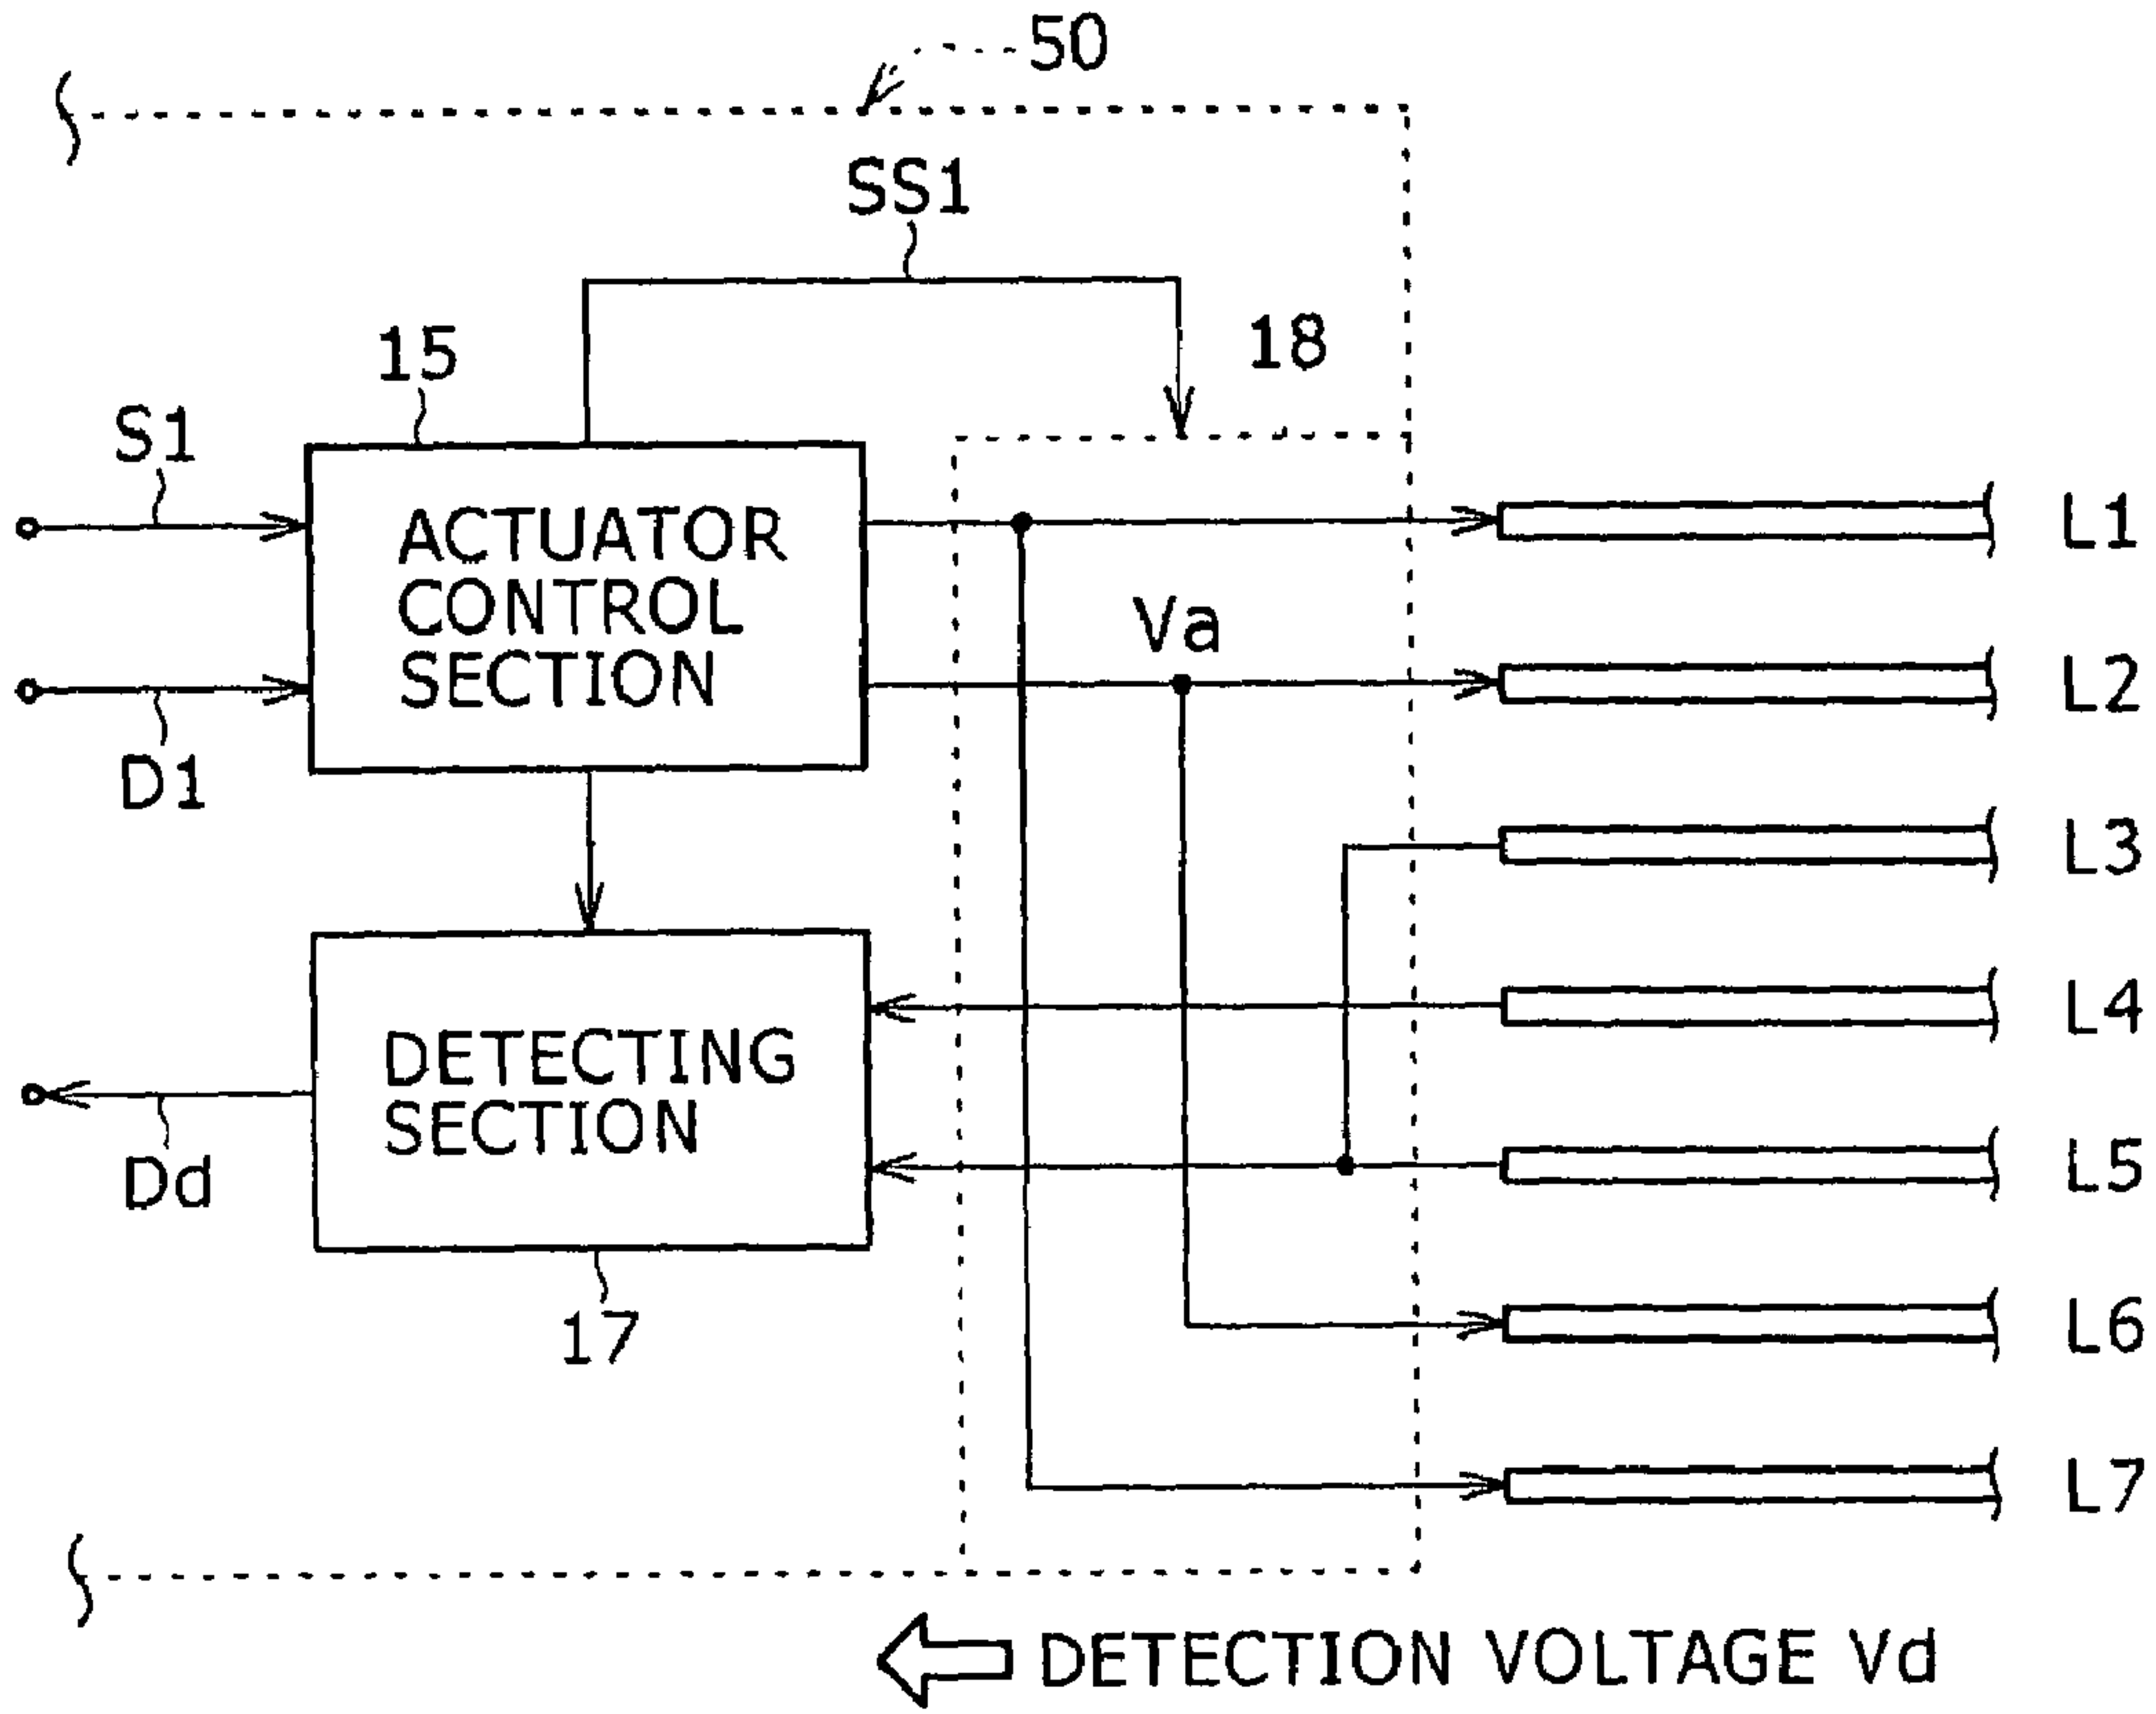 50
SS1
18
15
S1
ACTUATOR
CONTROL
SECTION
L1
Va
L2
D1
L3
L4
DETECTING
SECTION
L5
Dd
17
L6
L7
DETECTION VOLTAGE Vd